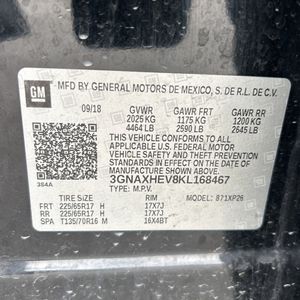 GM
MFD BY GENERAL MOTORS DE MEXICO, S. DE R.L. DE C.V.
09/18 GVWR GAWR FRT GAWR RR
2025 KG 1175 KG 1200 KG
4464 LB 2590 LB 2645 LB
THIS VEHICLE CONFORMS TO ALL
APPLICABLE U.S. FEDERAL MOTOR
VEHICLE SAFETY, BUMPER, AND THEFT
PREVENTION STANDARDS IN EFFECT ON
THE DATE OF MANUFACTURE SHOWN ABOVE.
3GNAXHEV8KL168467
3S4A TYPE: M.P.V. MODEL: 871XP26
TIRE SIZE RIM
FRT 225/65R17 H 17X7J
RR 225/65R17 H 17X7J
SPA T135/70R16 M 16X4BT